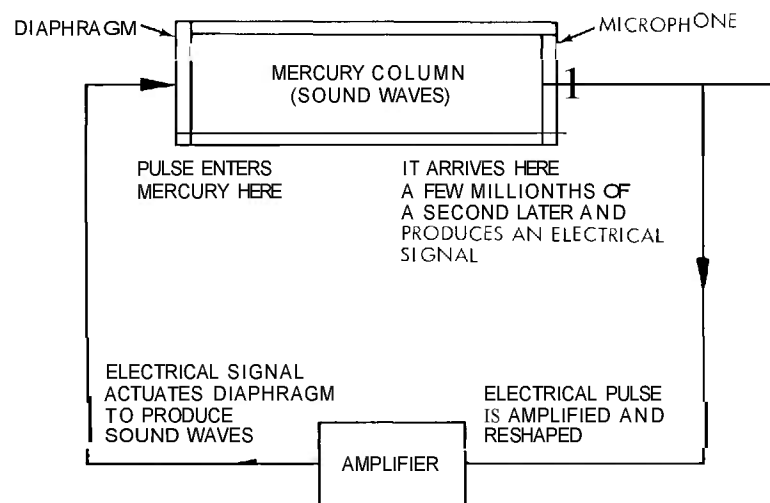 DIAPHRAGM
MICROPHONE
MERCURY COLUMN
(SOUND WAVES)
1
PULSE ENTERS
MERCURY HERE
IT ARRIVES HERE
A FEW MILLIONTHS OF
A SECOND LATER AND
PRODUCES AN ELECTRICAL
SIGNAL
ELECTRICAL SIGNAL
ACTUATES DIAPHRAGM
TO PRODUCE
SOUND WAVES
ELECTRICAL PULSE
IS AMPLIFIED AND
RESHAPED
AMPLIFIER